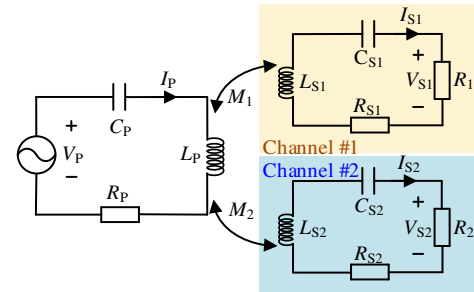 I_P
M_1
C_P
+
V_P
−
L_P
R_P
M_2
I_S1
C_S1
+
L_S1
V_S1
R_1
−
R_S1
Channel #1
Channel #2
I_S2
C_S2
+
L_S2
V_S2
R_2
−
R_S2